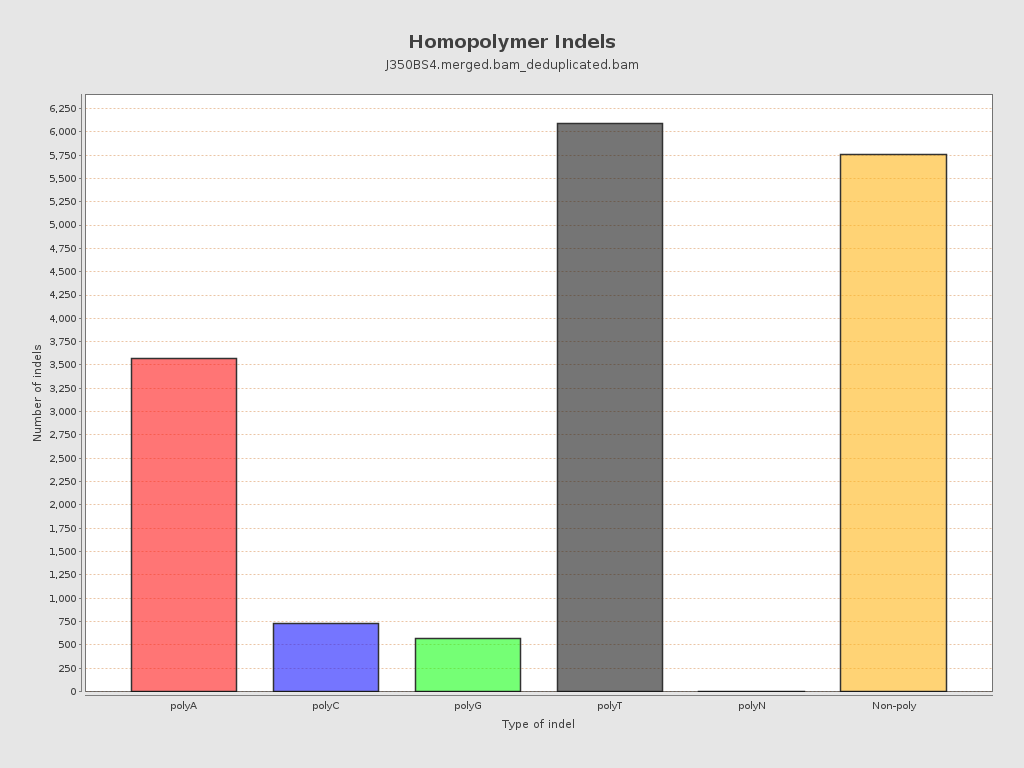 Homopolymer Indels
J350BS4.merged.bam_deduplicated.bam
Number of indels
6,250
6,000
5,750
5,500
5,250
5,000
4,750
4,500
4,250
4,000
3,750
3,500
3,250
3,000
2,750
2,500
2,250
2,000
1,750
1,500
1,250
1,000
750
500
250
0
polyA
polyC
polyG
polyT
polyN
Non-poly
Type of indel